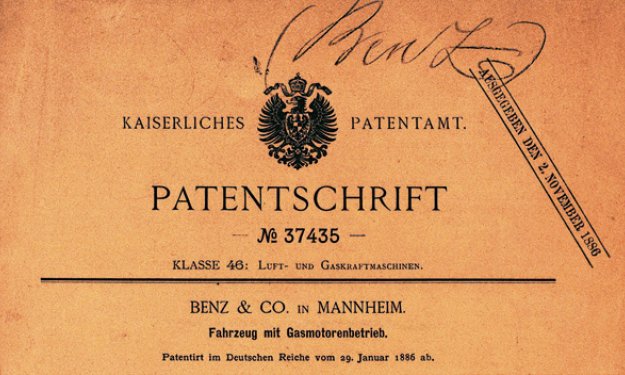 (Benz)
KAISERLICHES PATENTAMT.
AUSGEGEBEN DEN 2. NOVEMBER 1886
PATENTSCHRIFT
— № 37435 —
KLASSE 46: LUFT- UND GASKRAFTMASCHINEN.
BENZ & CO. IN MANNHEIM.
Fahrzeug mit Gasmotorenbetrieb.
Patentirt im Deutschen Reiche vom 29. Januar 1886 ab.